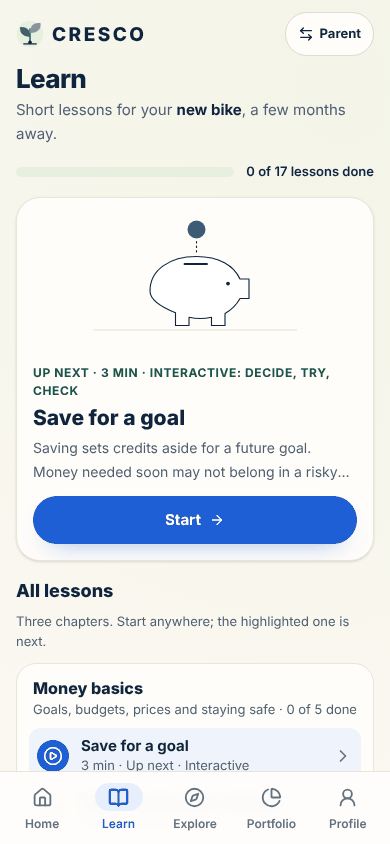 CRESCO
Parent
Learn
Short lessons for your new bike, a few months
away.
0 of 17 lessons done
UP NEXT · 3 MIN · INTERACTIVE: DECIDE, TRY,
CHECK
Save for a goal
Saving sets credits aside for a future goal.
Money needed soon may not belong in a risky...
Start
All lessons
Three chapters. Start anywhere; the highlighted one is
next.
Money basics
Goals, budgets, prices and staying safe · 0 of 5 done
Save for a goal
3 min · Up next · Interactive
Home
Learn
Explore
Portfolio
Profile